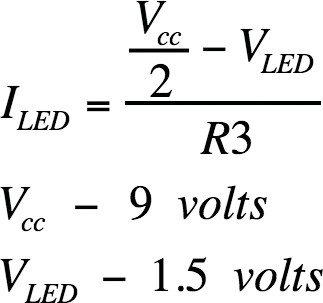 I_LED = (V_cc/2 − V_LED) / R3
V_cc − 9 volts
V_LED − 1.5 volts